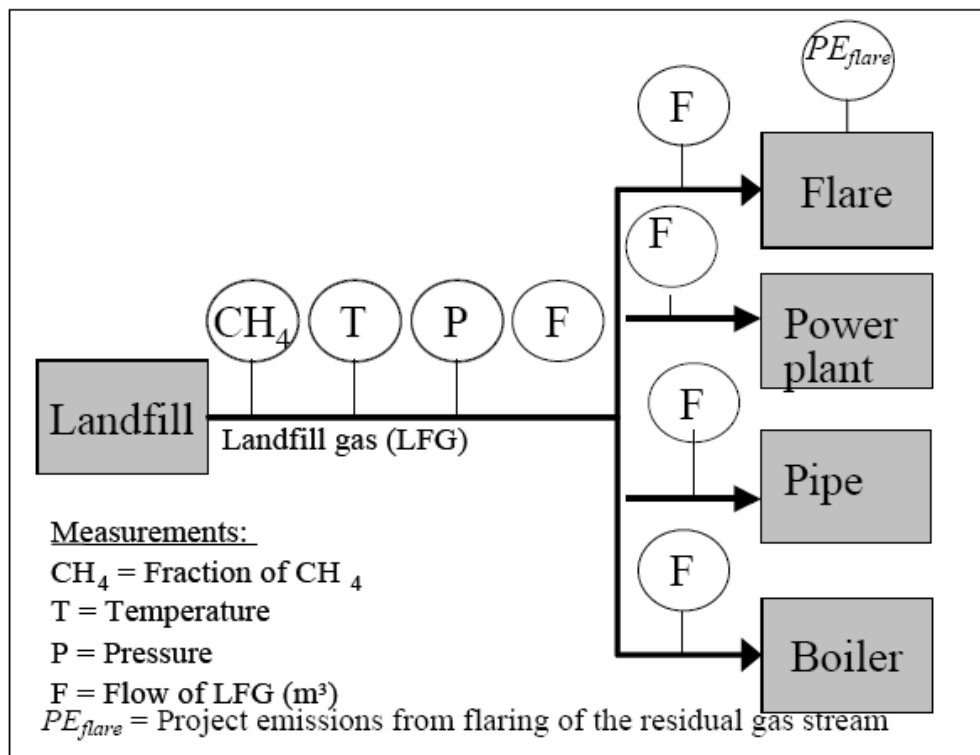 PE_flare
F
Flare
F
CH₄ T P F
Power
plant
Landfill
Landfill gas (LFG)
F
Pipe
Measurements:
CH₄ = Fraction of CH ₄
T = Temperature
P = Pressure
F = Flow of LFG (m³)
F
Boiler
PE_flare = Project emissions from flaring of the residual gas stream